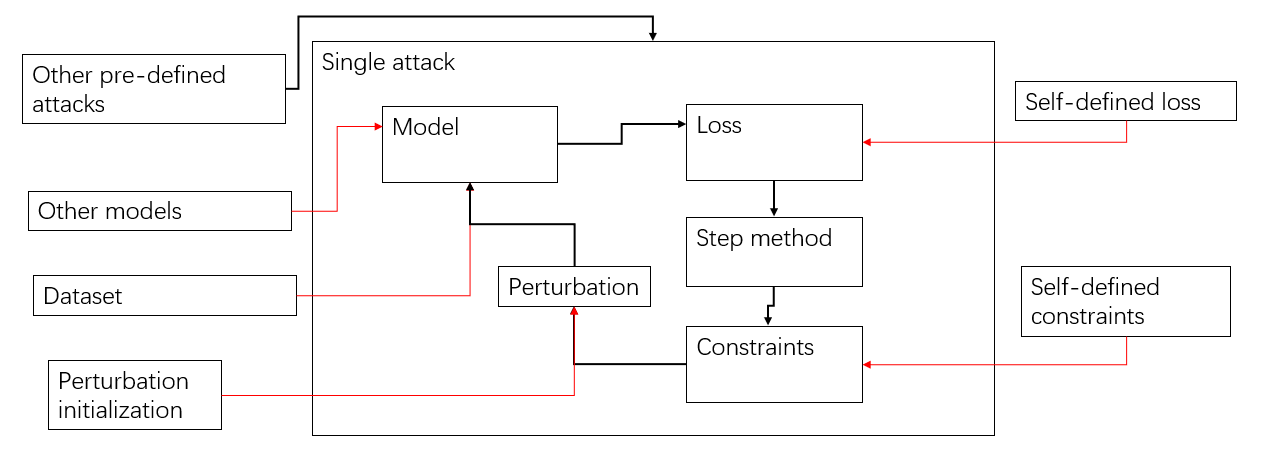 Single attack
Other pre-defined
attacks
Model
Loss
Self-defined loss
Other models
Step method
Dataset
Perturbation
Self-defined
constraints
Constraints
Perturbation
initialization